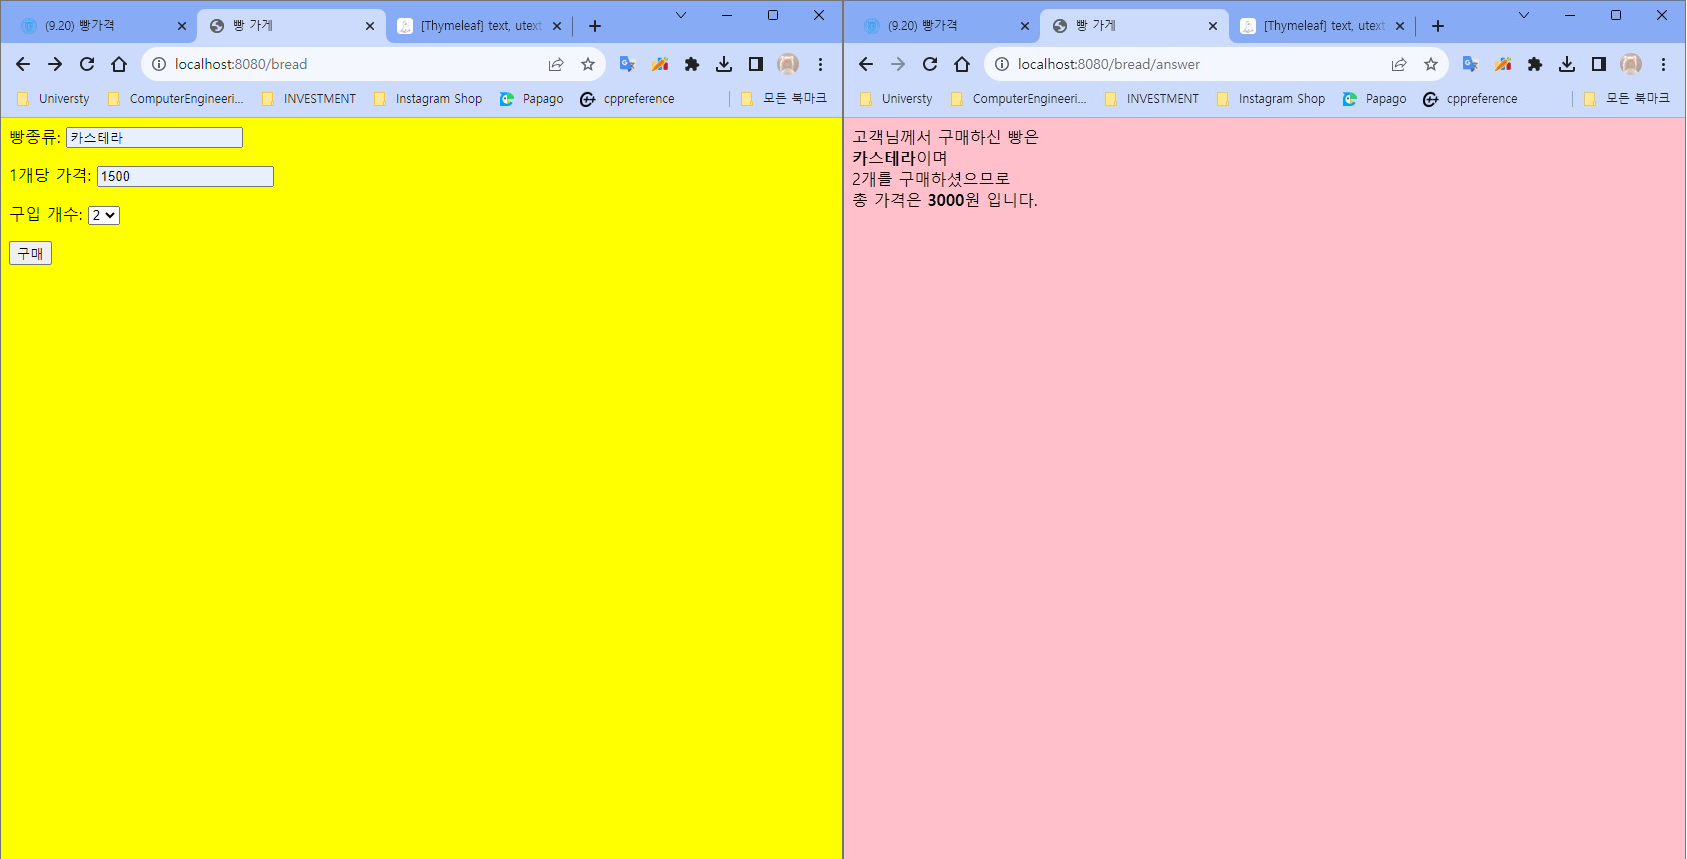 (9.20) 빵가격
빵 가게
[Thymeleaf] text, utext
localhost:8080/bread
Universty
ComputerEngineeri...
INVESTMENT
Instagram Shop
Papago
cppreference
모든 북마크
빵종류: 카스테라
1개당 가격: 1500
구입 개수: 2
구매
(9.20) 빵가격
빵 가게
[Thymeleaf] text, utext
localhost:8080/bread/answer
Universty
ComputerEngineeri...
INVESTMENT
Instagram Shop
Papago
cppreference
모든 북마크
고객님께서 구매하신 빵은
카스테라이며
2개를 구매하셨으므로
총 가격은 3000원 입니다.